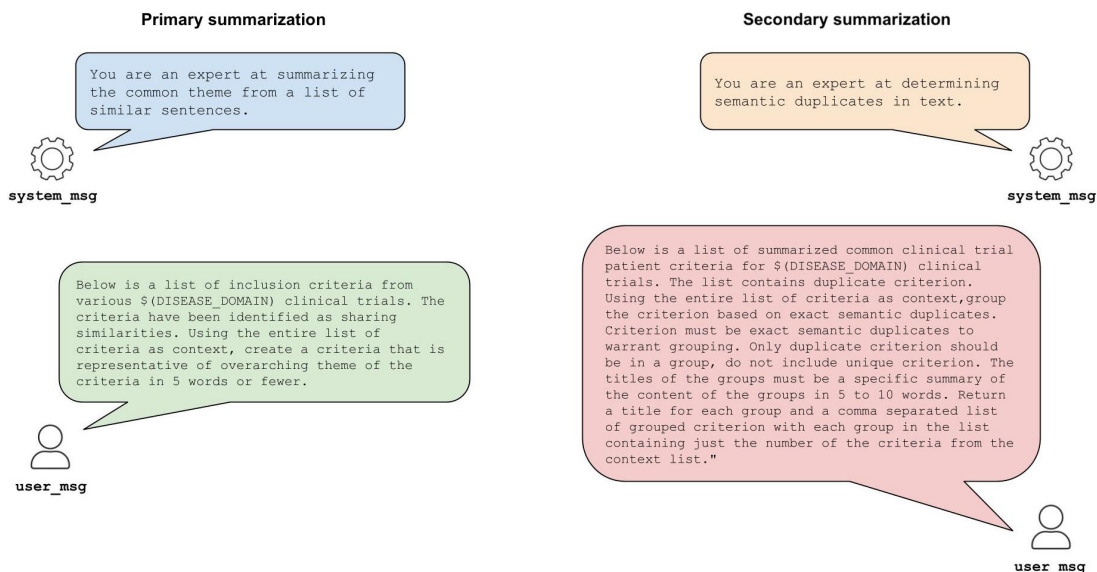 Primary summarization
You are an expert at summarizing
the common theme from a list of
similar sentences.
system_msg
Below is a list of inclusion criteria from
various $(DISEASE_DOMAIN) clinical trials. The
criteria have been identified as sharing
similarities. Using the entire list of
criteria as context, create a criteria that is
representative of overarching theme of the
criteria in 5 words or fewer.
user_msg
Secondary summarization
You are an expert at determining
semantic duplicates in text.
system_msg
Below is a list of summarized common clinical trial
patient criteria for $(DISEASE_DOMAIN) clinical
trials. The list contains duplicate criterion.
Using the entire list of criteria as context,group
the criterion based on exact semantic duplicates.
Criterion must be exact semantic duplicates to
warrant grouping. Only duplicate criterion should
be in a group, do not include unique criterion. The
titles of the groups must be a specific summary of
the content of the groups in 5 to 10 words. Return
a title for each group and a comma separated list
of grouped criterion with each group in the list
containing just the number of the criteria from the
context list."
user_msg